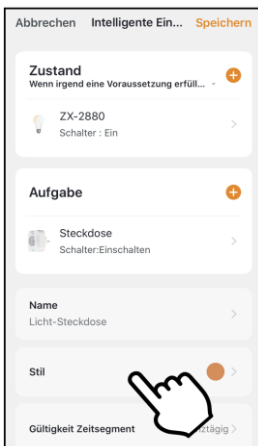 Abbrechen Intelligente Ein... Speichern
Zustand
Wenn irgend eine Voraussetzung erfüll...
ZX-2880
Schalter : Ein
Aufgabe
Steckdose
Schalter:Einschalten
Name
Licht-Steckdose
Stil
Gültigkeit Zeitsegment